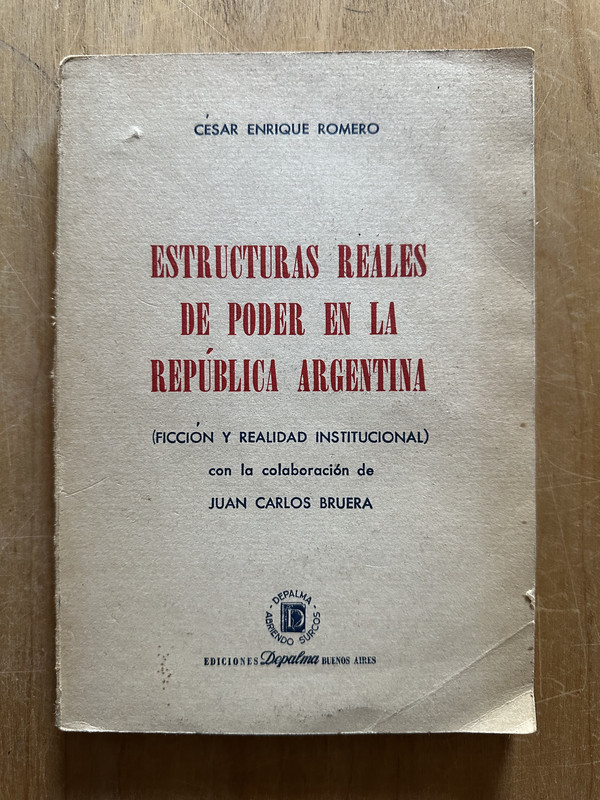 CÉSAR ENRIQUE ROMERO
ESTRUCTURAS REALES
DE PODER EN LA
REPÚBLICA ARGENTINA
(FICCIÓN Y REALIDAD INSTITUCIONAL)
con la colaboración de
JUAN CARLOS BRUERA
- DEPALMA -
D
ABRIENDO SURCOS
EDICIONES Depalma BUENOS AIRES